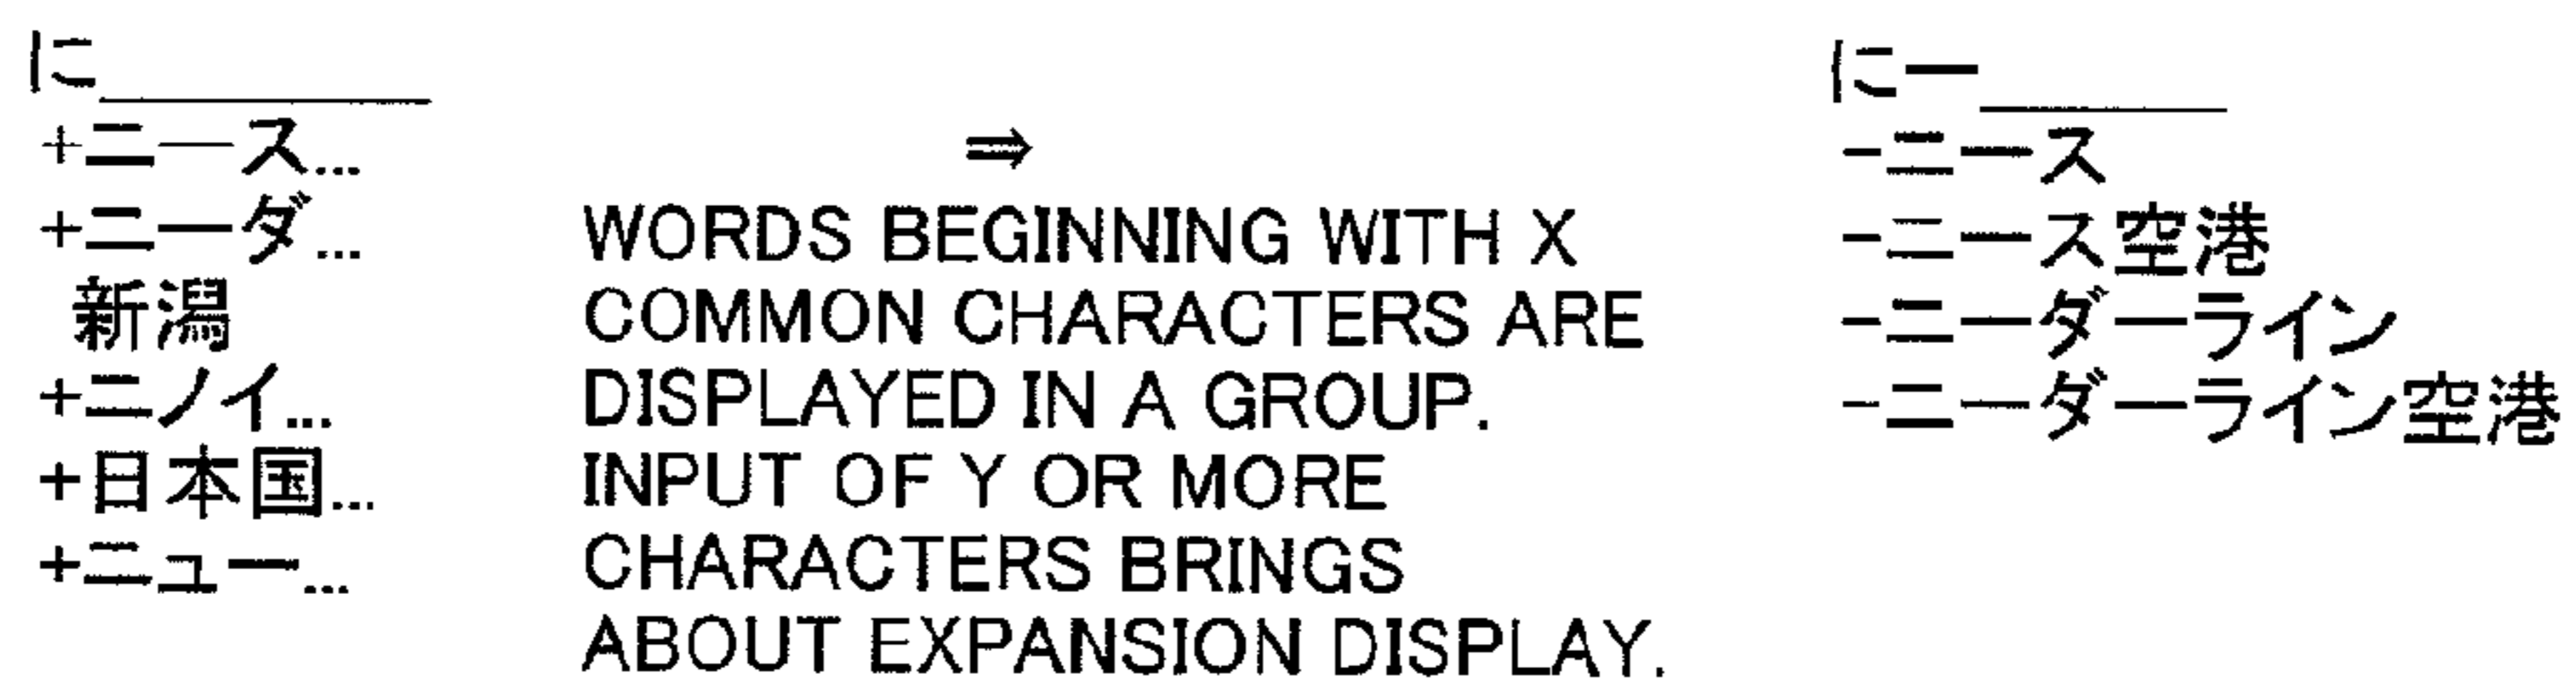 に
+ニース...
+ニーダ...
新潟
+ニノイ...
+日本国...
+ニュー...
⇒
WORDS BEGINNING WITH X
COMMON CHARACTERS ARE
DISPLAYED IN A GROUP.
INPUT OF Y OR MORE
CHARACTERS BRINGS
ABOUT EXPANSION DISPLAY.
にー
-ニース
-ニース空港
-ニーダーライン
-ニーダーライン空港